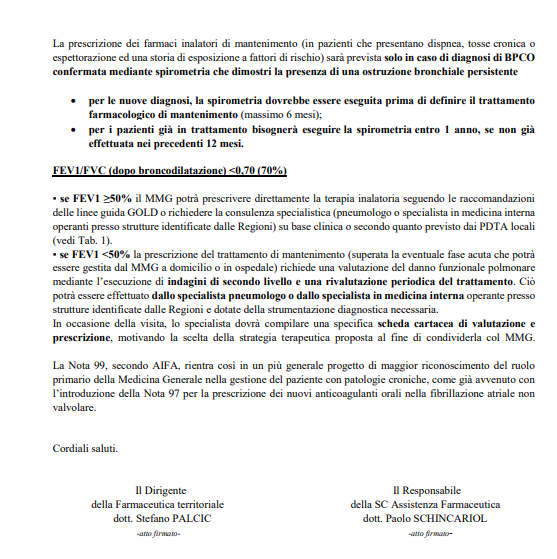 La prescrizione dei farmaci inalatori di mantenimento (in pazienti che presentano dispnea, tosse cronica o
espettorazione ed una storia di esposizione a fattori di rischio) sarà prevista solo in caso di diagnosi di BPCO
confermata mediante spirometria che dimostri la presenza di una ostruzione bronchiale persistente
• per le nuove diagnosi, la spirometria dovrebbe essere eseguita prima di definire il trattamento
farmacologico di mantenimento (massimo 6 mesi);
• per i pazienti già in trattamento bisognerà eseguire la spirometria entro 1 anno, se non già
effettuata nei precedenti 12 mesi.
FEV1/FVC (dopo broncodilatazione) <0,70 (70%)
• se FEV1 ≥50% il MMG potrà prescrivere direttamente la terapia inalatoria seguendo le raccomandazioni
delle linee guida GOLD o richiedere la consulenza specialistica (pneumologo o specialista in medicina interna
operanti presso strutture identificate dalle Regioni) su base clinica o secondo quanto previsto dai PDTA locali
(vedi Tab. 1).
• se FEV1 <50% la prescrizione del trattamento di mantenimento (superata la eventuale fase acuta che potrà
essere gestita dal MMG a domicilio o in ospedale) richiede una valutazione del danno funzionale polmonare
mediante l'esecuzione di indagini di secondo livello e una rivalutazione periodica del trattamento. Ciò
potrà essere effettuato dallo specialista pneumologo o dallo specialista in medicina interna operante presso
strutture identificate dalle Regioni e dotate della strumentazione diagnostica necessaria.
In occasione della visita, lo specialista dovrà compilare una specifica scheda cartacea di valutazione e
prescrizione, motivando la scelta della strategia terapeutica proposta al fine di condividerla col MMG.
La Nota 99, secondo AIFA, rientra così in un più generale progetto di maggior riconoscimento del ruolo
primario della Medicina Generale nella gestione del paziente con patologie croniche, come già avvenuto con
l'introduzione della Nota 97 per la prescrizione dei nuovi anticoagulanti orali nella fibrillazione atriale non
valvolare.
Cordiali saluti.
Il Dirigente
della Farmaceutica territoriale
dott. Stefano PALCIC
-atto firmato-
Il Responsabile
della SC Assistenza Farmaceutica
dott. Paolo SCHINCARIOL
-atto firmato-